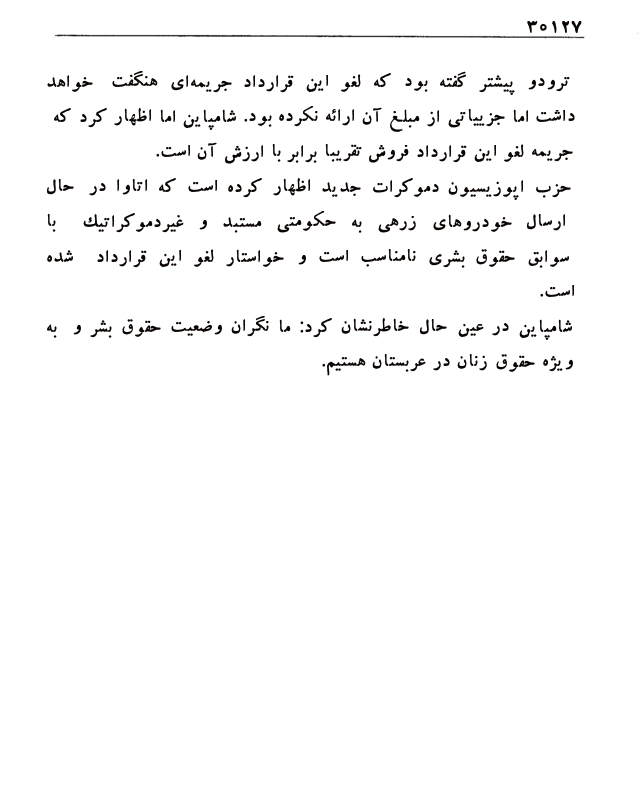 ۳۰۱۲۷
ترودو پیشتر گفته بود که لغو این قرارداد جریمه‌ای هنگفت خواهد
داشت اما جزییاتی از مبلغ آن ارائه نکرده بود. شامپاین اما اظهار کرد که
جریمه لغو این قرارداد فروش تقریبا برابر با ارزش آن است.
حزب اپوزیسیون دموکرات جدید اظهار کرده است که اتاوا در حال
ارسال خودروهای زرهی به حکومتی مستبد و غیردموکراتیك با
سوابق حقوق بشری نامناسب است و خواستار لغو این قرارداد شده
است.
شامپاین در عین حال خاطرنشان کرد: ما نگران وضعیت حقوق بشر و به
ویژه حقوق زنان در عربستان هستیم.